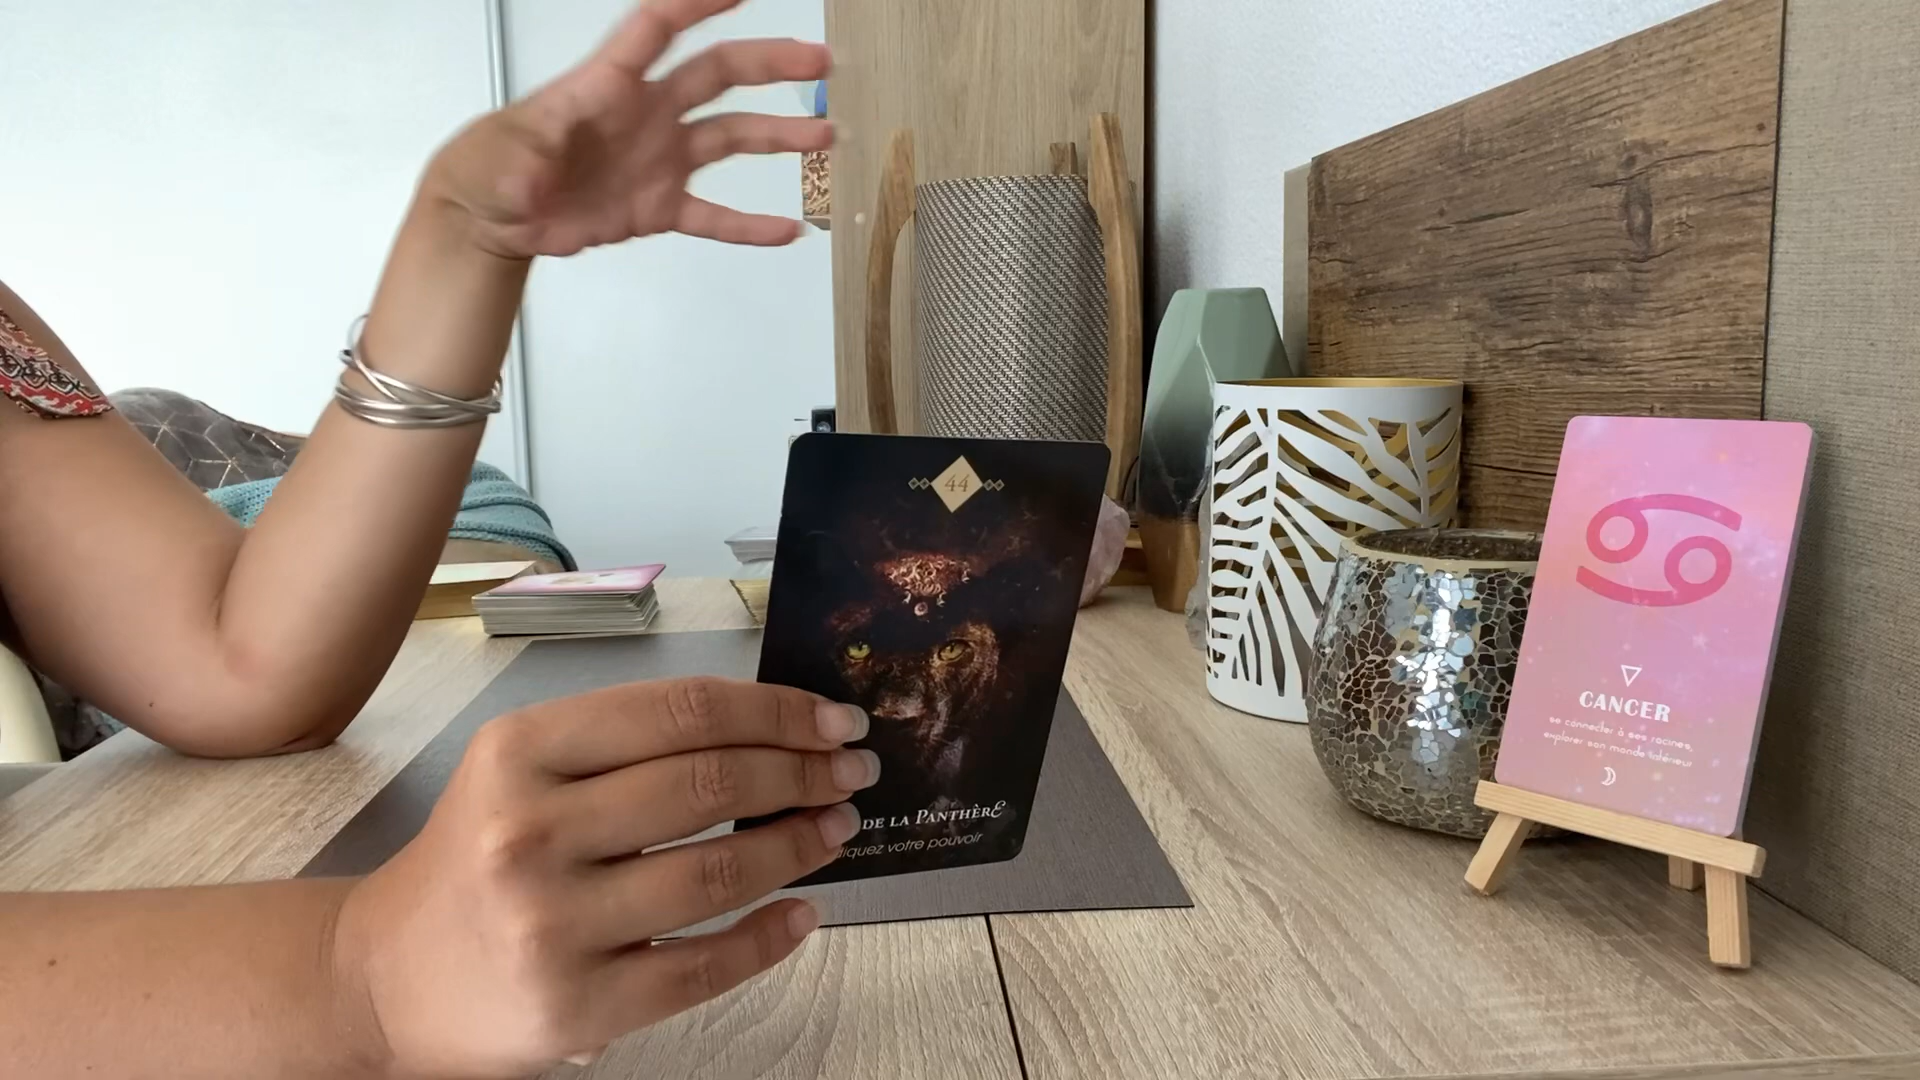 44
DE LA PANTHÈRE
votre pouvoir
CANCER
se connecter à ses racines,
explorer son monde intérieur